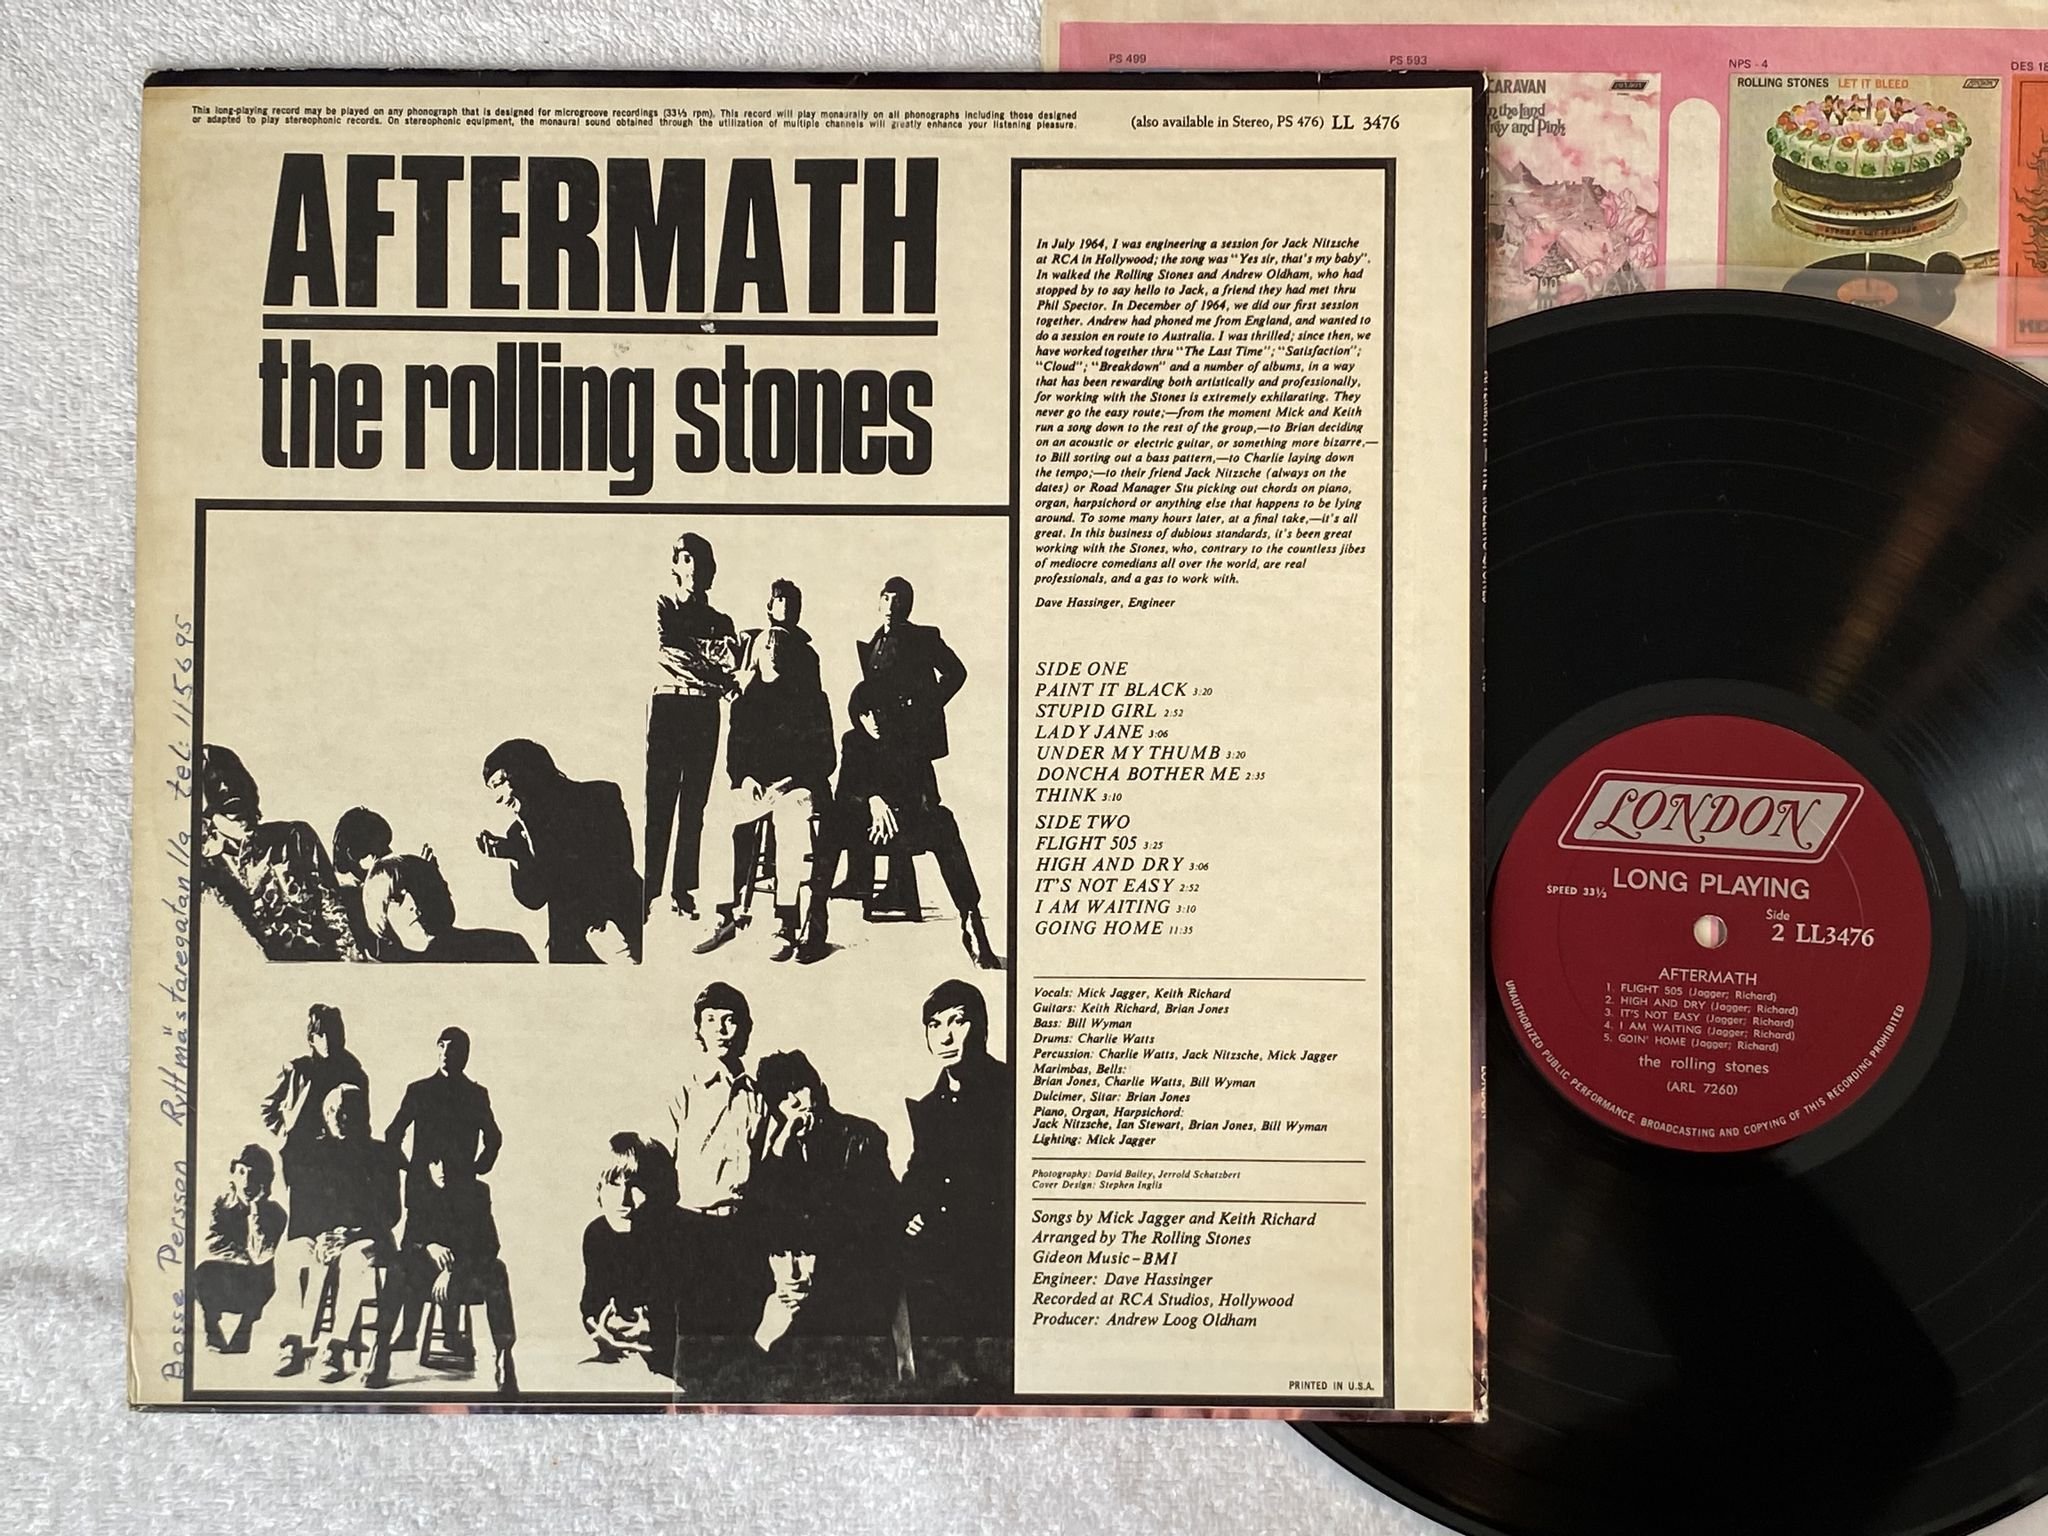 This long-playing record may be played on any phonograph that is designed for microgroove recordings (33⅓ rpm). This record will play monaurally on all phonographs including those designed
or adapted to play stereophonic records. On stereophonic equipment, the monaural sound obtained through the utilization of multiple channels will greatly enhance your listening pleasure.
(also available in Stereo, PS 476) LL 3476
AFTERMATH
the rolling stones
In July 1964, I was engineering a session for Jack Nitzsche
at RCA in Hollywood; the song was "Yes sir, that's my baby".
In walked the Rolling Stones and Andrew Oldham, who had
stopped by to say hello to Jack, a friend they had met thru
Phil Spector. In December of 1964, we did our first session
together. Andrew had phoned me from England, and wanted to
do a session en route to Australia. I was thrilled; since then, we
have worked together thru "The Last Time"; "Satisfaction";
"Cloud"; "Breakdown" and a number of albums, in a way
that has been rewarding both artistically and professionally,
for working with the Stones is extremely exhilarating. They
never go the easy route;—from the moment Mick and Keith
run a song down to the rest of the group,—to Brian deciding
on an acoustic or electric guitar, or something more bizarre,—
to Bill sorting out a bass pattern,—to Charlie laying down
the tempo;—to their friend Jack Nitzsche (always on the
dates) or Road Manager Stu picking out chords on piano,
organ, harpsichord or anything else that happens to be lying
around. To some many hours later, at a final take,—it's all
great. In this business of dubious standards, it's been great
working with the Stones, who, contrary to the countless jibes
of mediocre comedians all over the world, are real
professionals, and a gas to work with.
Dave Hassinger, Engineer
SIDE ONE
PAINT IT BLACK 3:20
STUPID GIRL 2:52
LADY JANE 3:06
UNDER MY THUMB 3:20
DONCHA BOTHER ME 2:35
THINK 3:10
SIDE TWO
FLIGHT 505 3:25
HIGH AND DRY 3:06
IT'S NOT EASY 2:52
I AM WAITING 3:10
GOING HOME 11:35
Vocals: Mick Jagger, Keith Richard
Guitars: Keith Richard, Brian Jones
Bass: Bill Wyman
Drums: Charlie Watts
Percussion: Charlie Watts, Jack Nitzsche, Mick Jagger
Marimbas, Bells:
Brian Jones, Charlie Watts, Bill Wyman
Dulcimer, Sitar: Brian Jones
Piano, Organ, Harpsichord:
Jack Nitzsche, Ian Stewart, Brian Jones, Bill Wyman
Lighting: Mick Jagger
Photography: David Bailey, Jerrold Schatzbert
Cover Design: Stephen Inglis
Songs by Mick Jagger and Keith Richard
Arranged by The Rolling Stones
Gideon Music–BMI
Engineer: Dave Hassinger
Recorded at RCA Studios, Hollywood
Producer: Andrew Loog Oldham
PRINTED IN U.S.A.
Bosse Persson Ryttmästaregatan 11a tel: 115695
PS 499
PS 593
NPS - 4
DES 18
CARAVAN
the Land
and Pink
LONDON
ROLLING STONES LET IT BLEED
LONDON
LONDON
LONG PLAYING
SPEED 33⅓
Side
2 LL3476
AFTERMATH
1. FLIGHT 505 (Jagger; Richard)
2. HIGH AND DRY (Jagger; Richard)
3. IT'S NOT EASY (Jagger; Richard)
4. I AM WAITING (Jagger; Richard)
5. GOIN' HOME (Jagger; Richard)
the rolling stones
(ARL 7260)
UNAUTHORIZED PUBLIC PERFORMANCE, BROADCASTING AND COPYING OF THIS RECORDING PROHIBITED